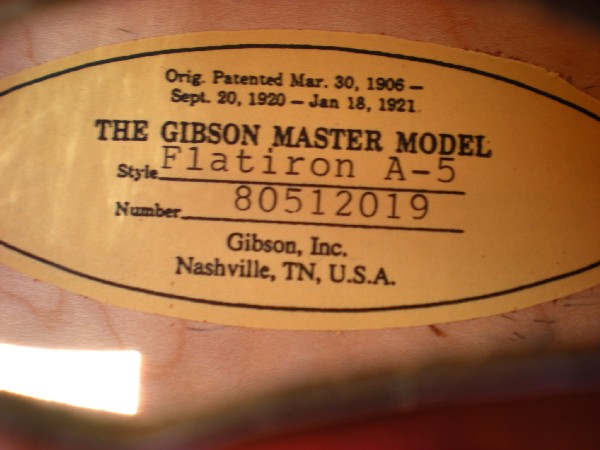 Orig. Patented Mar. 30, 1906 —
Sept. 20, 1920 — Jan 18, 1921
THE GIBSON MASTER MODEL
Style Flatiron A-5
Number 80512019
Gibson, Inc.
Nashville, TN, U.S.A.